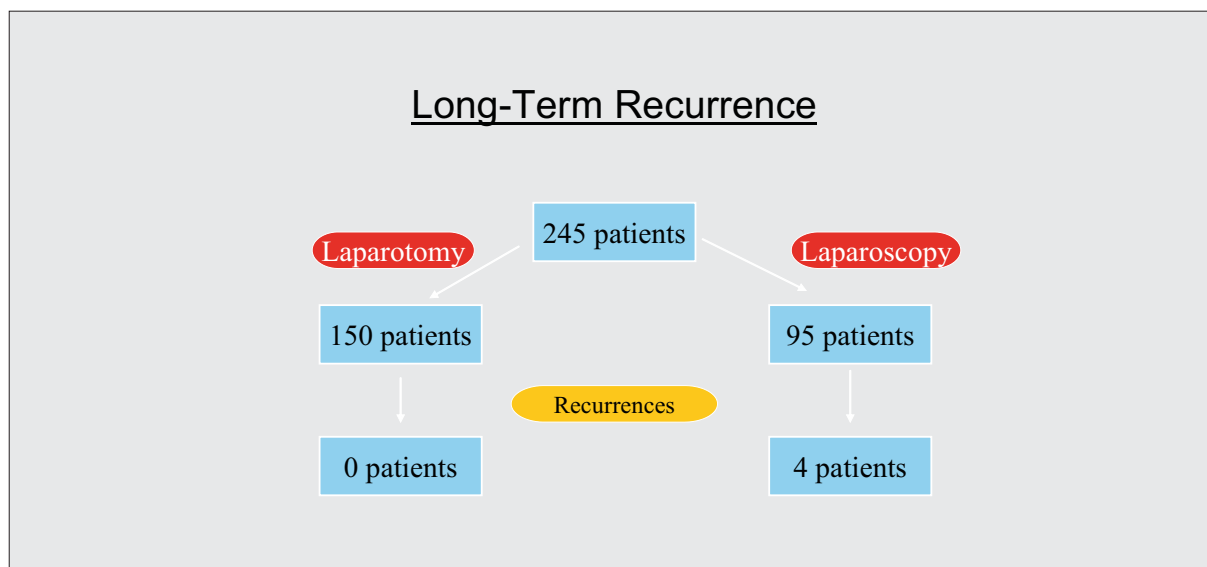 Long-Term Recurrence
245 patients
Laparotomy
Laparoscopy
150 patients
95 patients
Recurrences
0 patients
4 patients